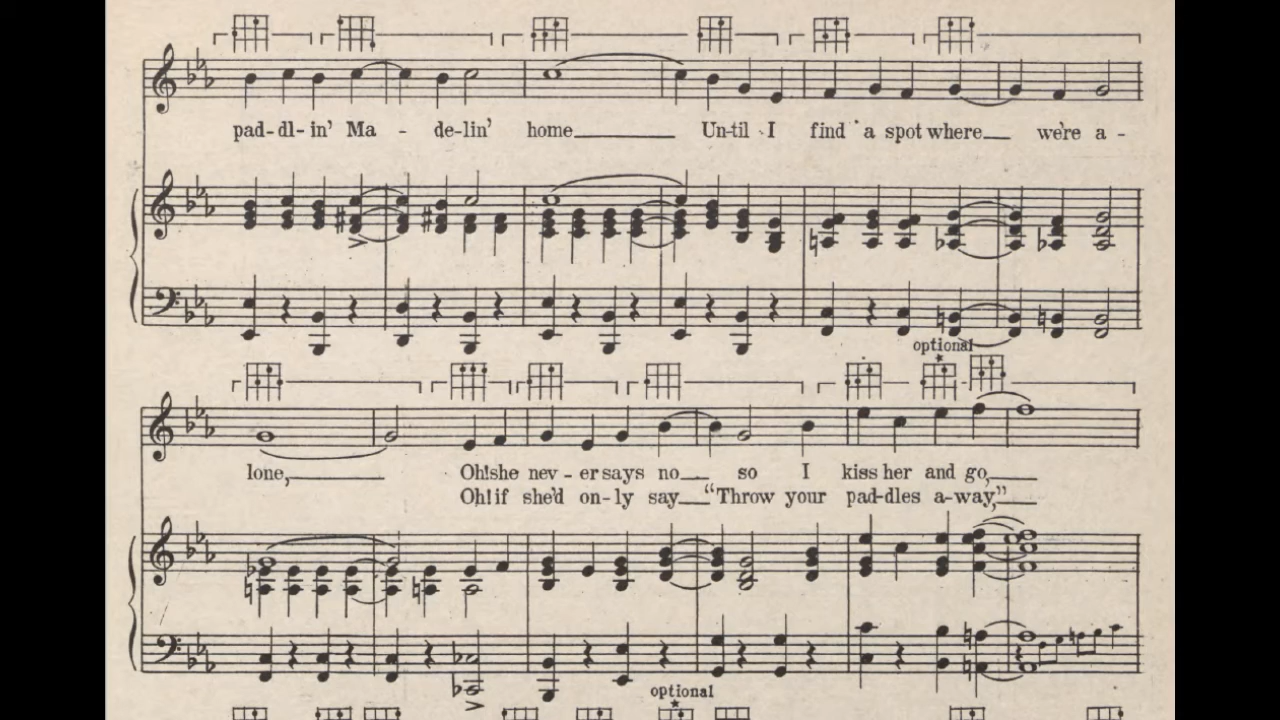 pad-dl-in' Ma - de-lin' home Un-til I find a spot where we're a -
optional
lone, Oh! she nev-er says no so I kiss her and go,
Oh! if she'd on-ly say "Throw your pad-dles a-way,"
optional